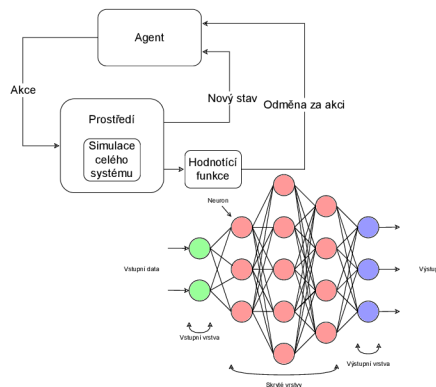 Agent
Akce
Nový stav
Odměna za akci
Prostředí
Simulace
celého
systému
Hodnotící
funkce
Neuron
Vstupní data
Výstup
Vstupní vrstva
Výstupní vrstva
Skryté vrstvy